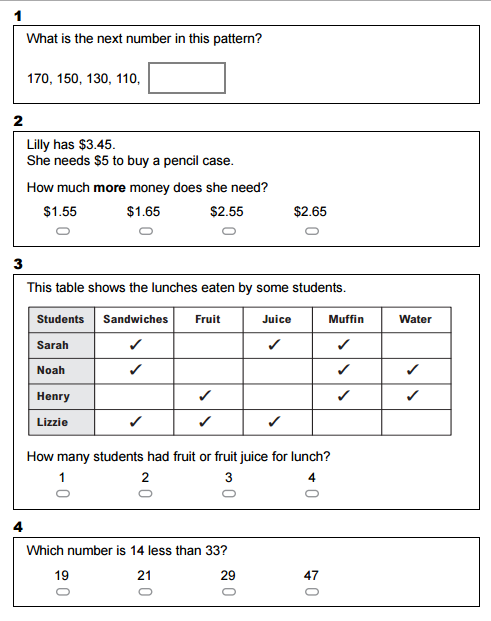 1
What is the next number in this pattern?
170, 150, 130, 110,
2
Lilly has $3.45.
She needs $5 to buy a pencil case.
How much more money does she need?
$1.55 $1.65 $2.55 $2.65
3
This table shows the lunches eaten by some students.
Students Sandwiches Fruit Juice Muffin Water
Sarah ✓ ✓ ✓
Noah ✓ ✓ ✓
Henry ✓ ✓ ✓
Lizzie ✓ ✓ ✓
How many students had fruit or fruit juice for lunch?
1 2 3 4
4
Which number is 14 less than 33?
19 21 29 47